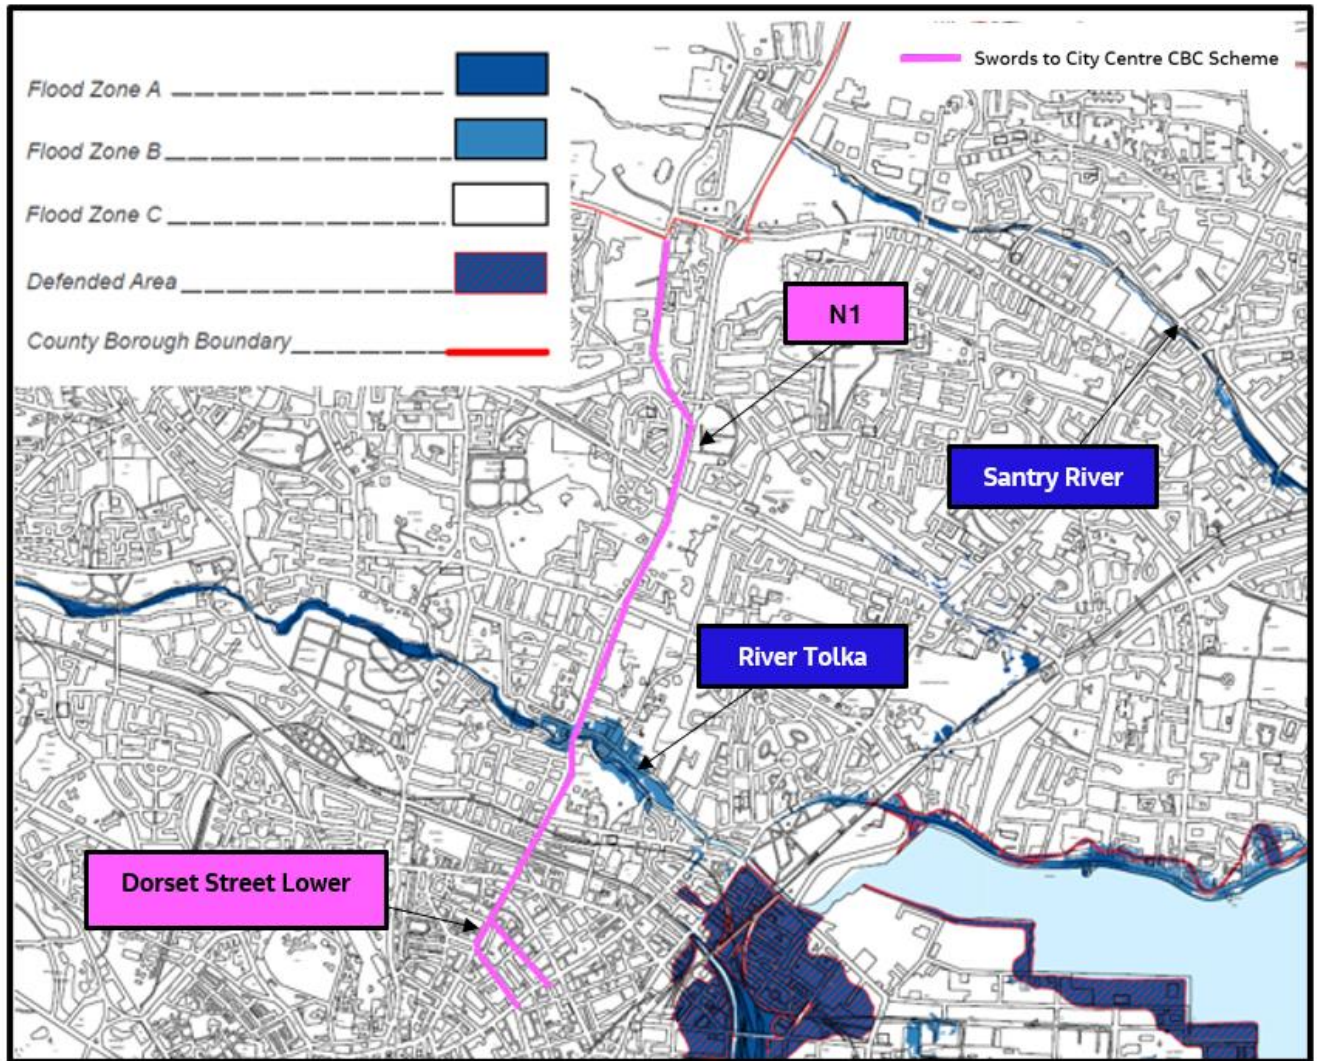 Flood Zone A
Flood Zone B
Flood Zone C
Defended Area
County Borough Boundary
Swords to City Centre CBC Scheme
N1
Santry River
River Tolka
Dorset Street Lower